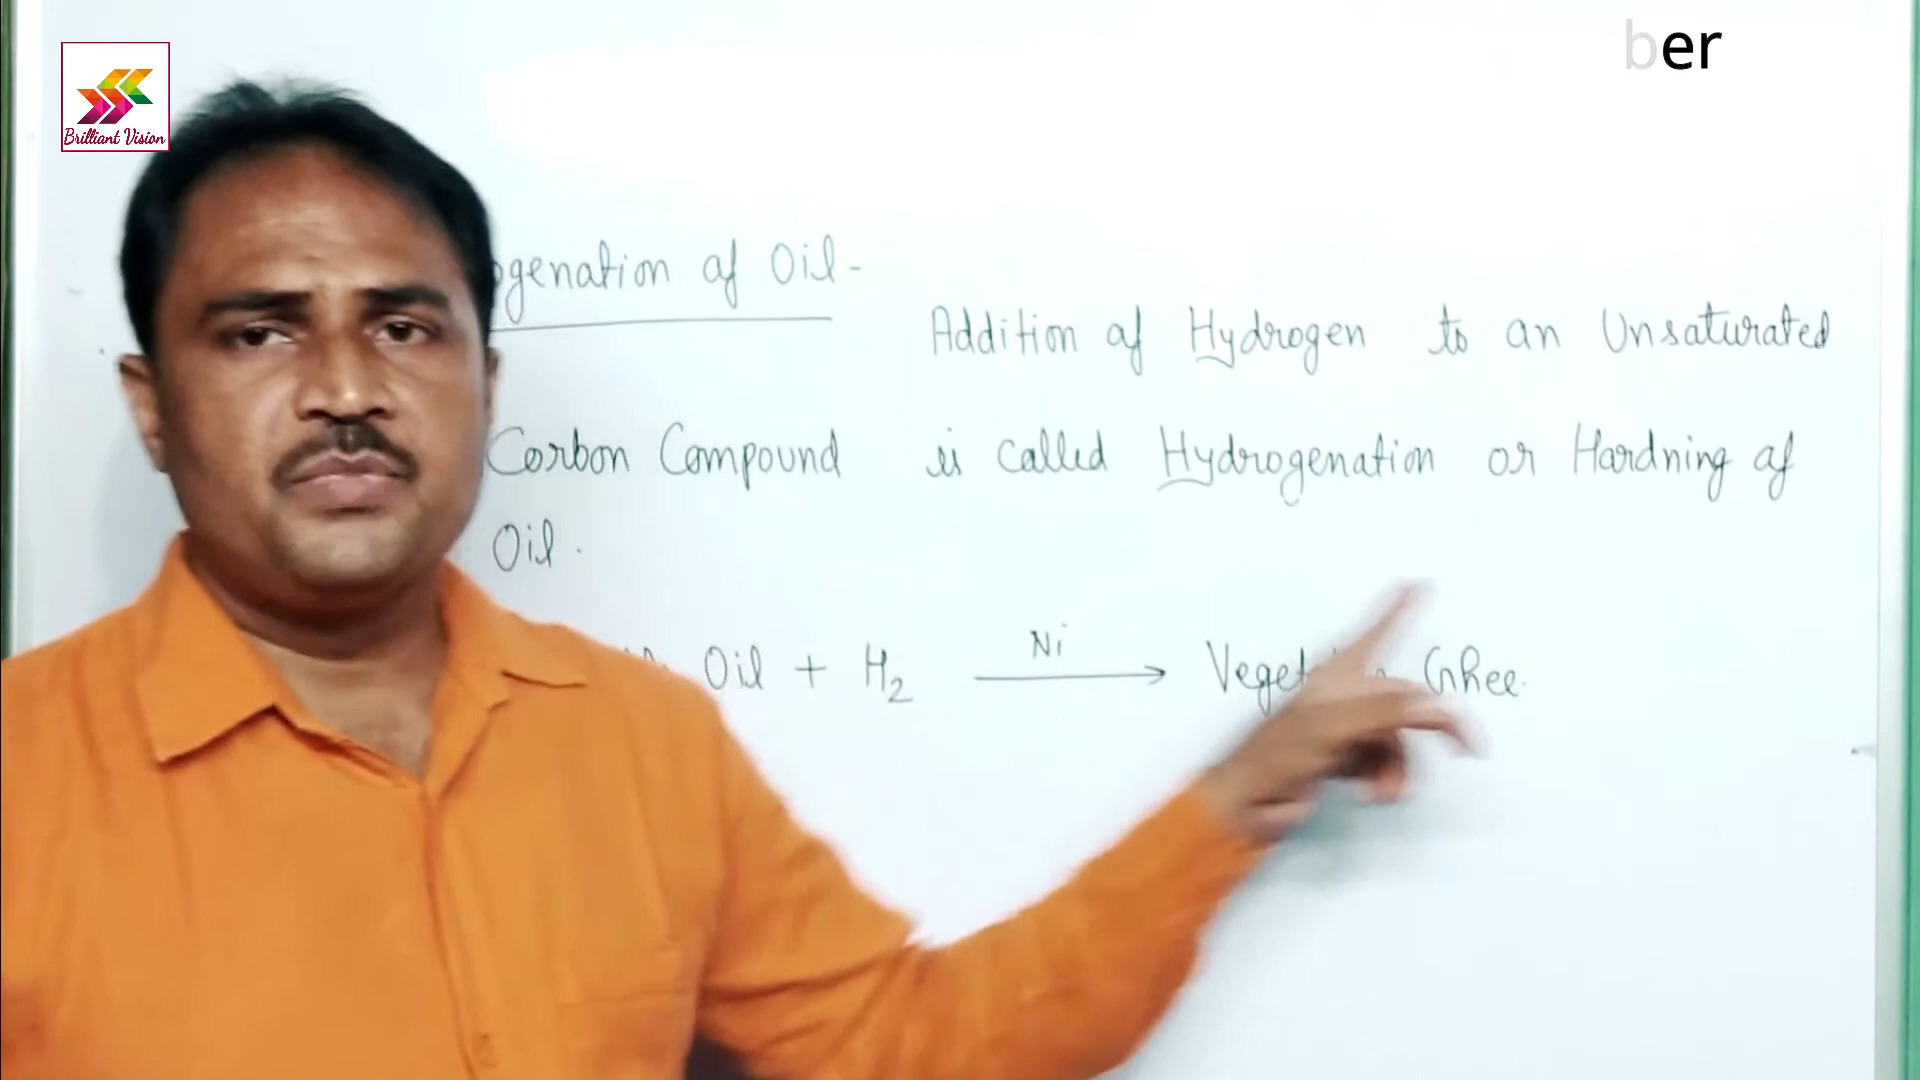 ber
Brilliant Vision
ogenation of Oil-
Addition of Hydrogen to an Unsaturated
Corbon Compound is called Hydrogenation or Hardning of
Oil.
Oil + H₂ Ni → Ghee.